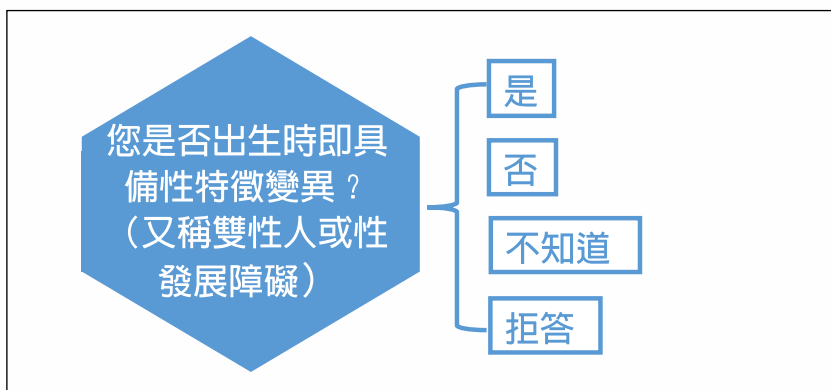 您是否出生時即具
備性特徵變異？
（又稱雙性人或性
發展障礙）
是
否
不知道
拒答